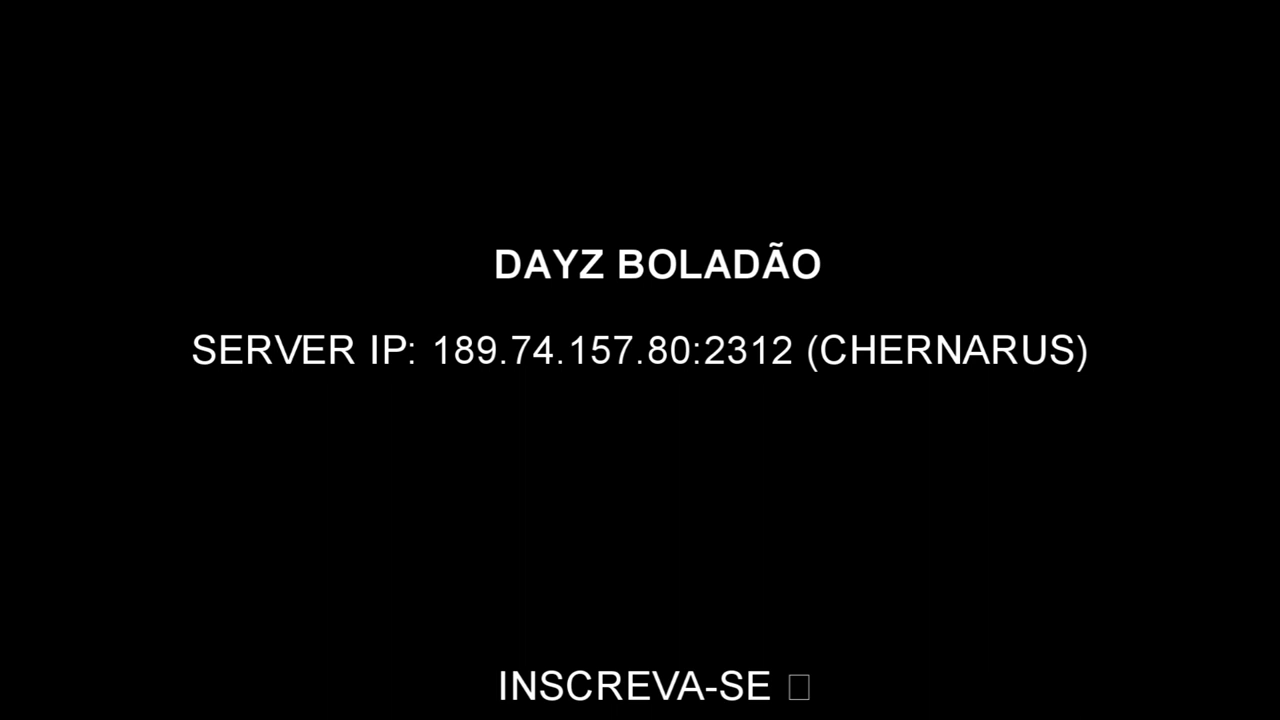 DAYZ BOLADÃO
SERVER IP: 189.74.157.80:2312 (CHERNARUS)
INSCREVA-SE